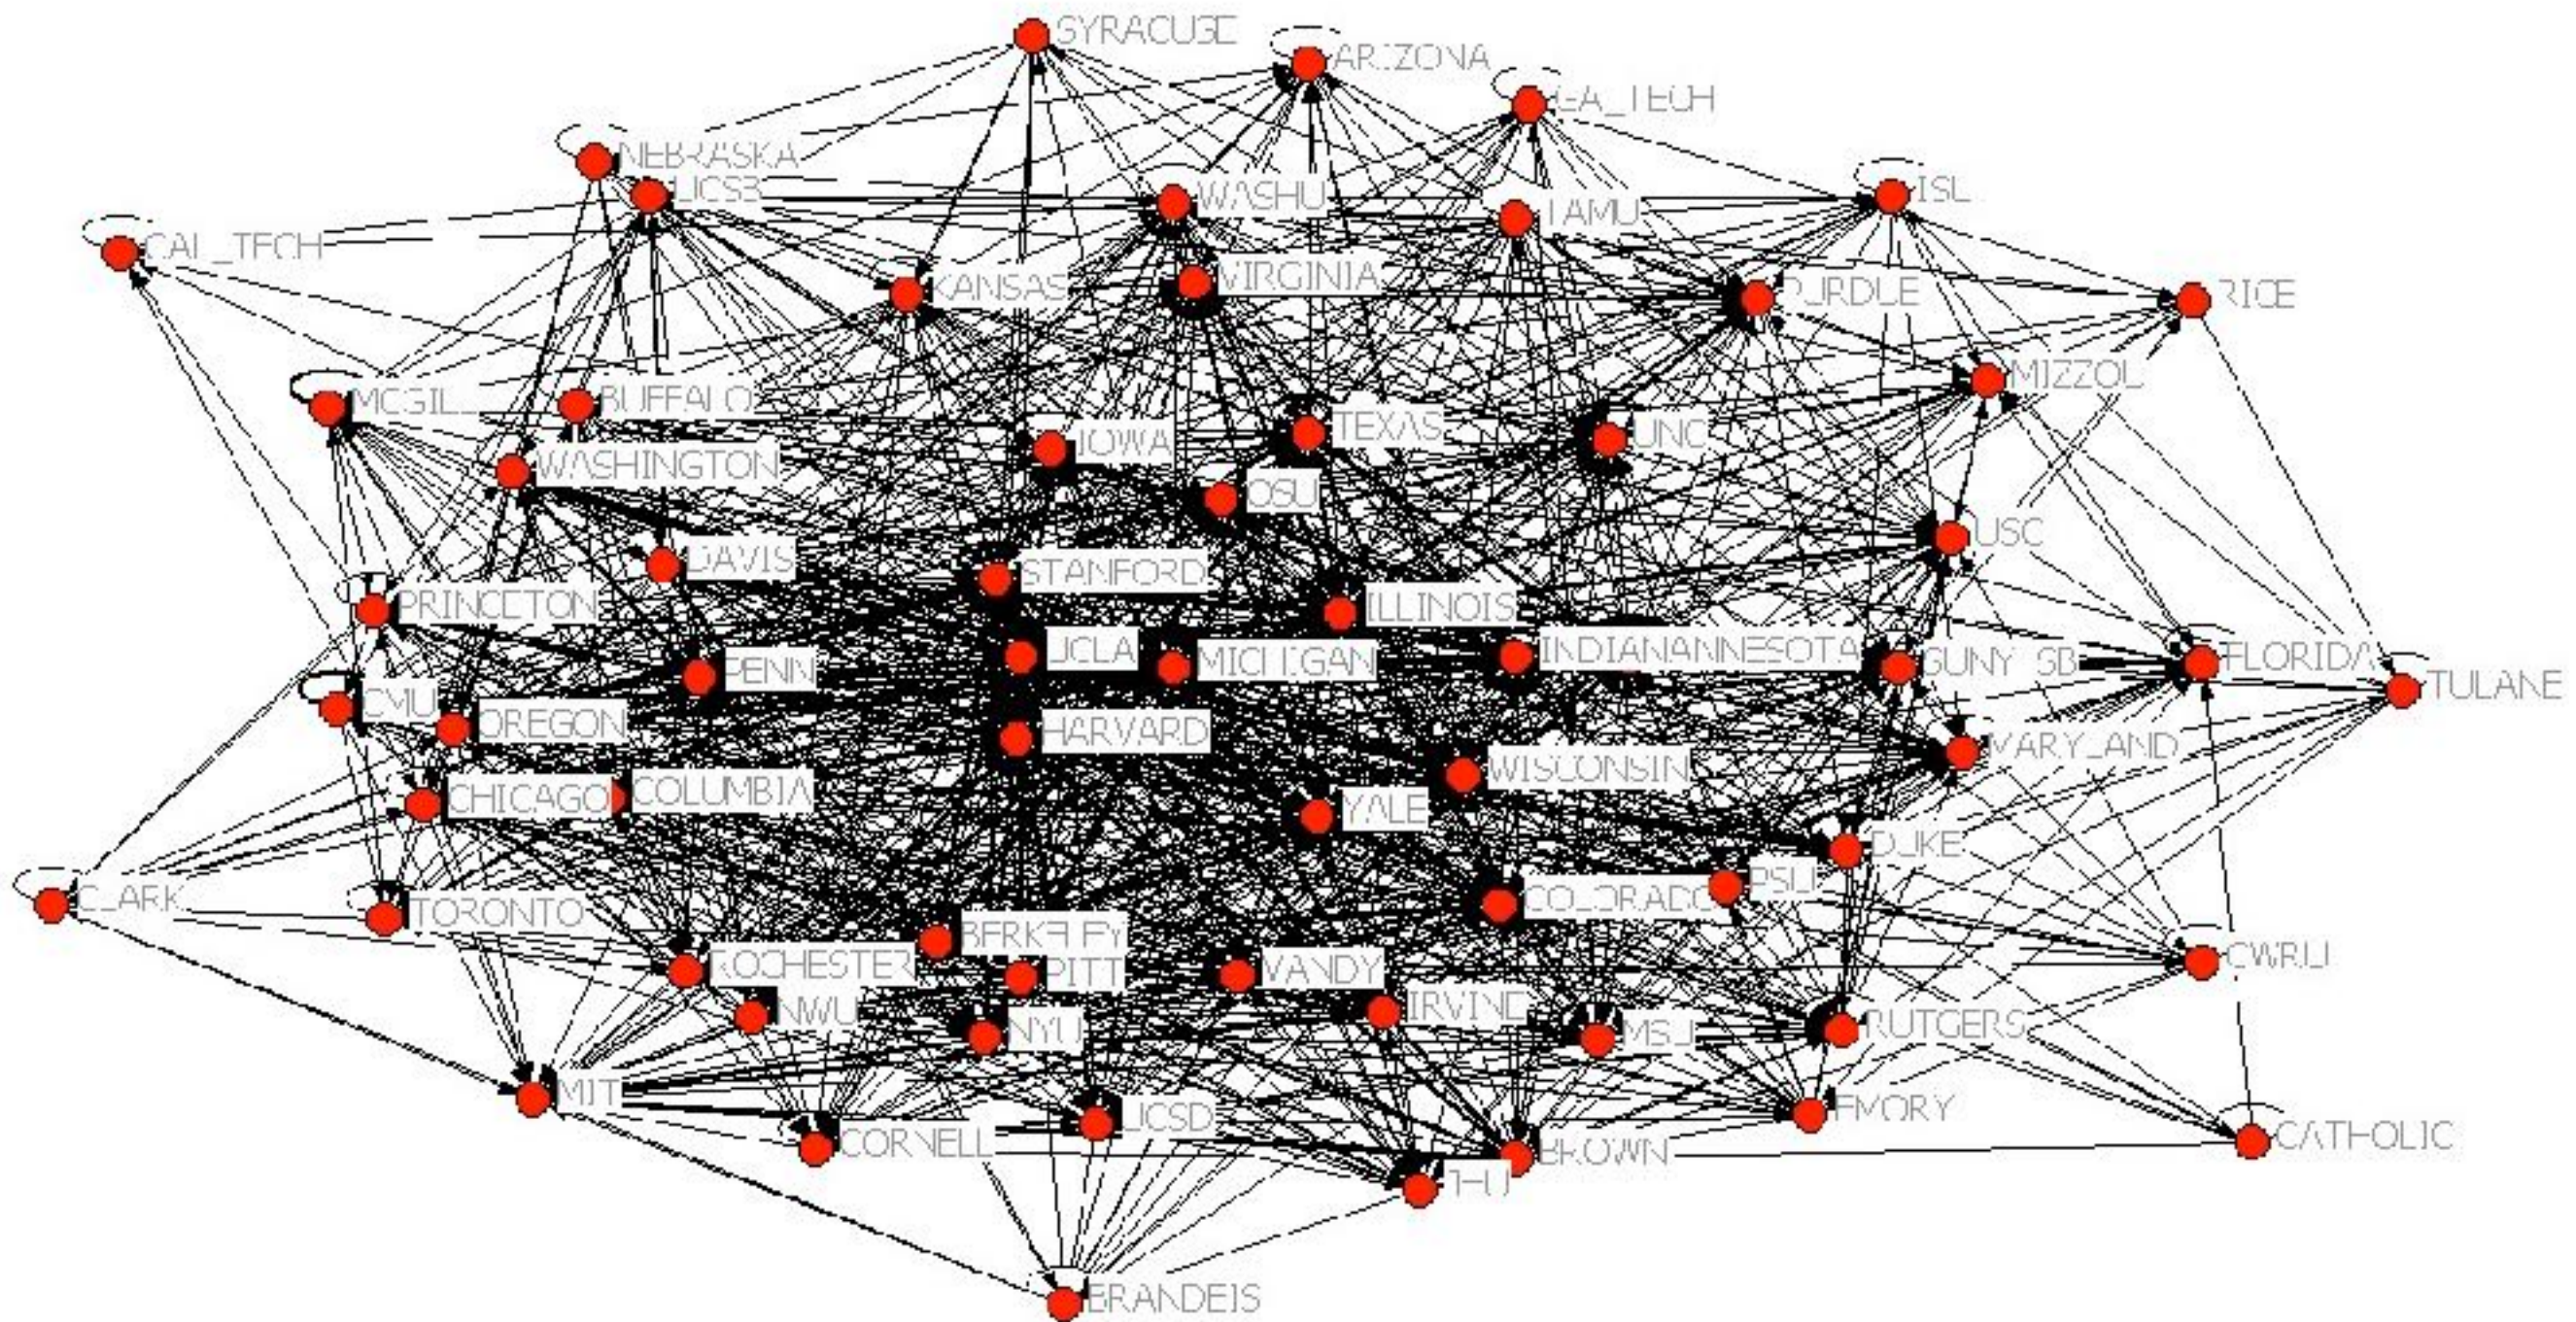 SYRACUSE
ARIZONA
GA_TECH
NEBRASKA
UCSB
WASHU
TAMU
ISU
CAL_TECH
KANSAS
VIRGINIA
PURDUE
RICE
MIZZOU
MCGILL
BUFFALO
IOWA
TEXAS
UNC
WASHINGTON
OSU
USC
DAVIS
STANFORD
ILLINOIS
PRINCETON
UCLA
MICHIGAN
INDIANANNESOTA
SUNY_SB
FLORIDA
TULANE
PENN
CMU
OREGON
HARVARD
MARYLAND
WISCONSIN
CHICAGO
COLUMBIA
YALE
DUKE
PSU
CLARK
TORONTO
COLORADO
BERKELEY
ROCHESTER
PITT
VANDY
CWRU
NWU
NYU
IRVINE
MSU
RUTGERS
MIT
UCSD
EMORY
CORNELL
BROWN
CATHOLIC
JHU
BRANDEIS